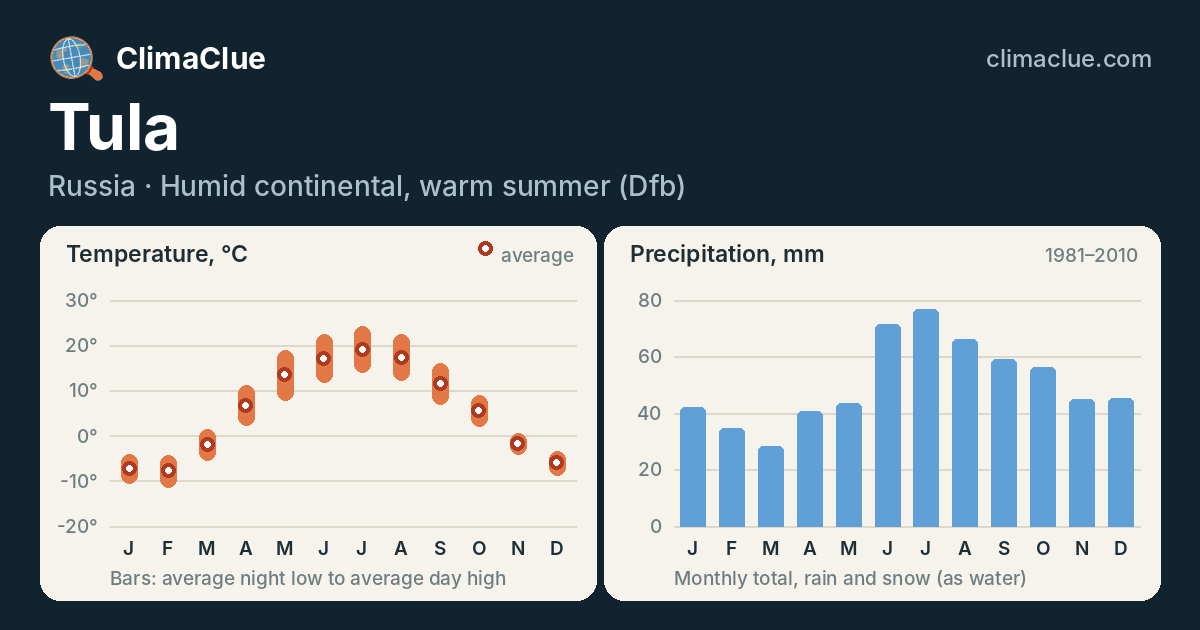 ClimaClue
climaclue.com
Tula
Russia · Humid continental, warm summer (Dfb)
Temperature, °C
average
30°
20°
10°
0°
-10°
-20°
J F M A M J J A S O N D
Bars: average night low to average day high
Precipitation, mm
1981–2010
80
60
40
20
0
J F M A M J J A S O N D
Monthly total, rain and snow (as water)